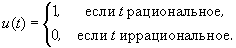 u(t) = { 1, если t рациональное,
0, если t иррациональное.